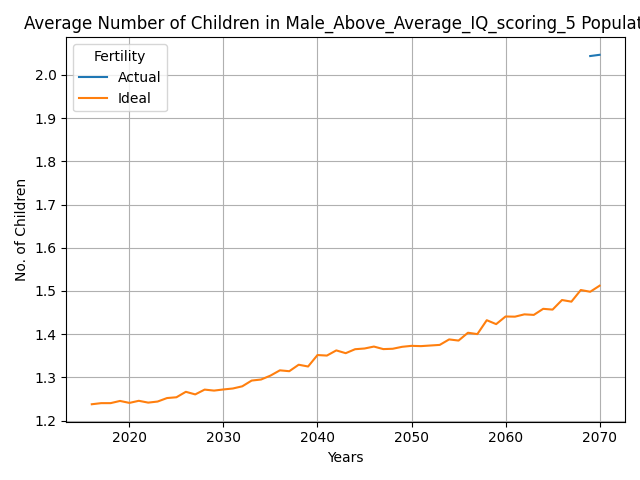 Average Number of Children in Male_Above_Average_IQ_scoring_5 Populat
Fertility
Actual
Ideal
No. of Children
2.0
1.9
1.8
1.7
1.6
1.5
1.4
1.3
1.2
2020 2030 2040 2050 2060 2070
Years